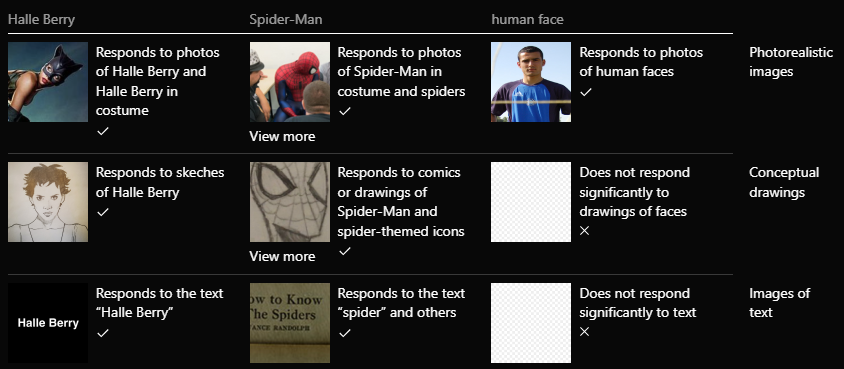 Halle Berry
Spider-Man
human face
Responds to photos
of Halle Berry and
Halle Berry in
costume
Responds to photos
of Spider-Man in
costume and spiders
View more
Responds to photos
of human faces
Photorealistic
images
Responds to skeches
of Halle Berry
Responds to comics
or drawings of
Spider-Man and
spider-themed icons
View more
Does not respond
significantly to
drawings of faces
Conceptual
drawings
Halle Berry
Responds to the text
“Halle Berry”
ow to Know
The Spiders
VANCE RANDOLPH
Responds to the text
“spider” and others
Does not respond
significantly to text
Images of
text